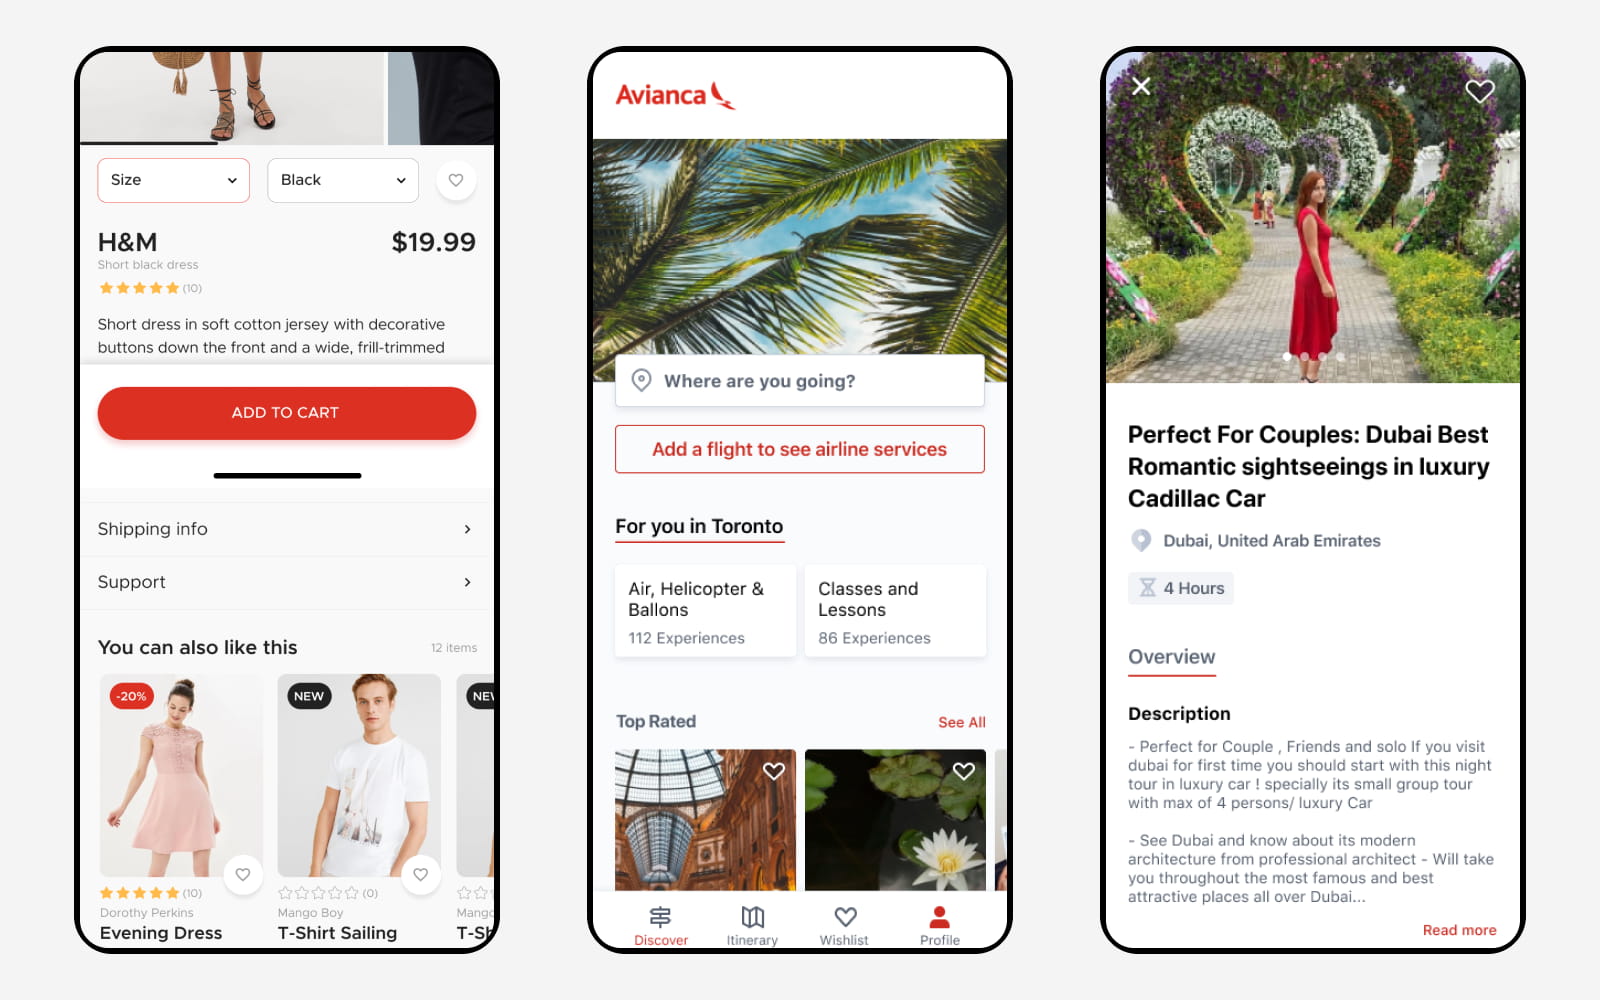 Size
Black
H&M
$19.99
Short black dress
(10)
Short dress in soft cotton jersey with decorative
buttons down the front and a wide, frill-trimmed
ADD TO CART
Shipping info
Support
You can also like this
12 items
-20%
NEW
NEW
(10)
(0)
Dorothy Perkins
Mango Boy
Mango
Evening Dress
T-Shirt Sailing
T-Sh
Avianca
Where are you going?
Add a flight to see airline services
For you in Toronto
Air, Helicopter &
Ballons
112 Experiences
Classes and
Lessons
86 Experiences
Top Rated
See All
Discover
Itinerary
Wishlist
Profile
Perfect For Couples: Dubai Best
Romantic sightseeings in luxury
Cadillac Car
Dubai, United Arab Emirates
4 Hours
Overview
Description
- Perfect for Couple , Friends and solo If you visit
dubai for first time you should start with this night
tour in luxury car ! specially its small group tour
with max of 4 persons/ luxury Car
- See Dubai and know about its modern
architecture from professional architect - Will take
you throughout the most famous and best
attractive places all over Dubai...
Read more